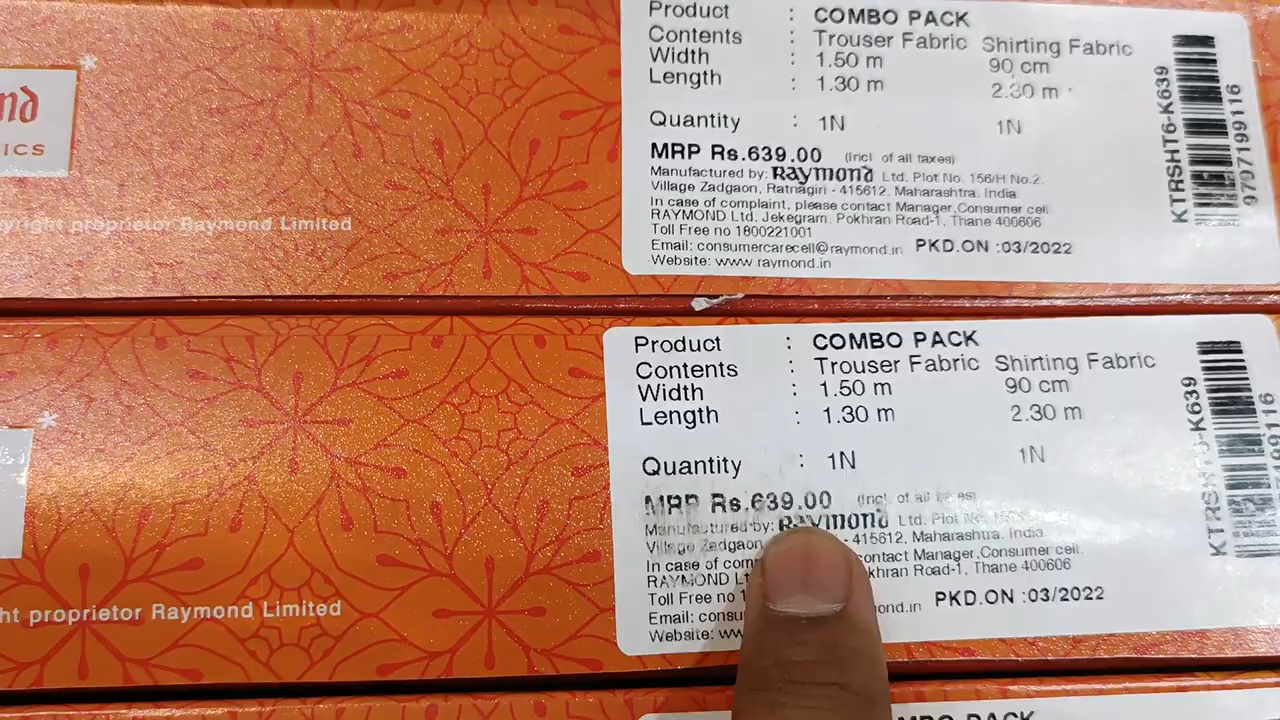 Product : COMBO PACK
Contents : Trouser Fabric Shirting Fabric
Width : 1.50 m 90 cm
Length : 1.30 m 2.30 m
Quantity : 1N 1N
MRP Rs.639.00 (Incl of all taxes)
Manufactured by: Raymond Ltd. Plot No. 156/H No.2
Village Zadgaon, Ratnagiri - 415612. Maharashtra. India
In case of complaint, please contact Manager,Consumer cell
RAYMOND Ltd. Jekegram. Pokhran Road-1, Thane 400606
Toll Free no 1800221001
Email: consumercarecell@raymond.in PKD.ON :03/2022
Website: www raymond.in
KTRSHT6-K639
9707199116
nd
ICS
yright proprietor Raymond Limited
Product : COMBO PACK
Contents : Trouser Fabric Shirting Fabric
Width : 1.50 m 90 cm
Length : 1.30 m 2.30 m
Quantity : 1N 1N
MRP Rs.639.00 (Incl. of all taxes)
Manufactured by: Raymond Ltd. Plot No.
Village Zadgaon - 415612, Maharashtra. India
In case of com contact Manager,Consumer cell.
RAYMOND Lt khran Road-1, Thane 400606
Toll Free no 1
Email: consu ond.in PKD.ON :03/2022
Website: ww
-K639
99116
ht proprietor Raymond Limited
MBO PACK